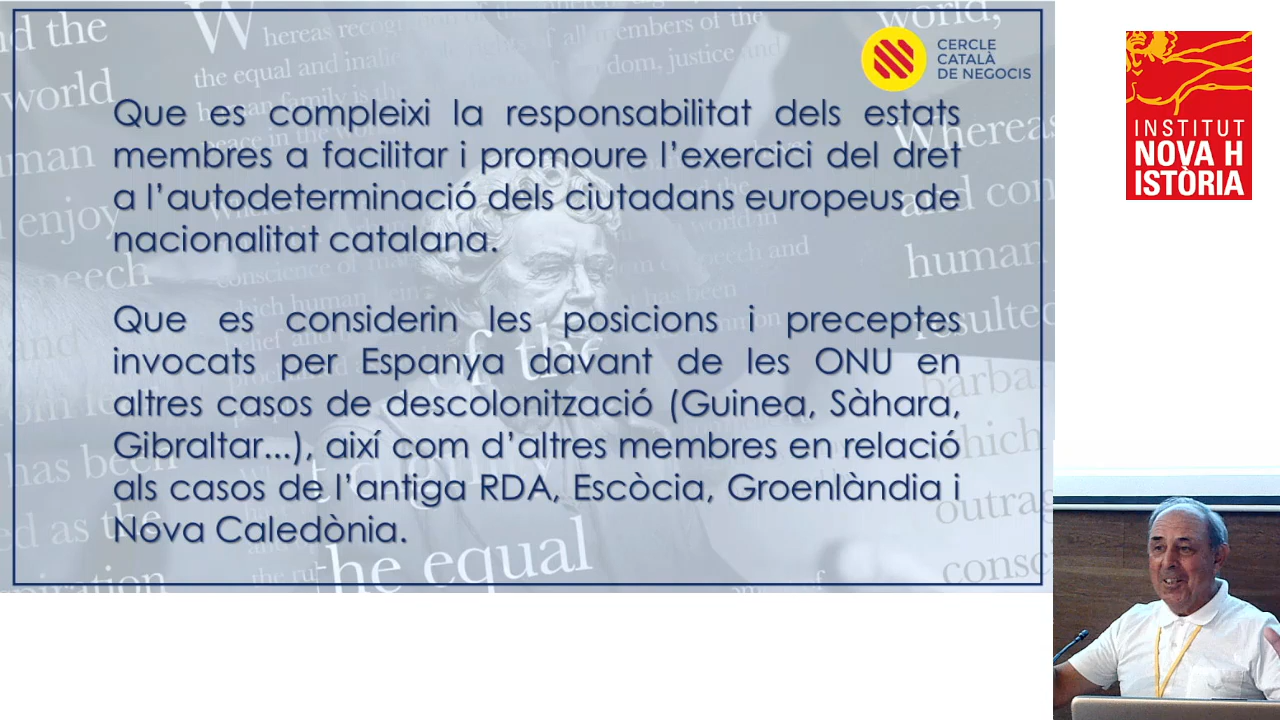 CERCLE
CATALÀ
DE NEGOCIS
Que es compleixi la responsabilitat dels estats
membres a facilitar i promoure l'exercici del dret
a l'autodeterminació dels ciutadans europeus de
nacionalitat catalana.
Que es considerin les posicions i preceptes
invocats per Espanya davant de les ONU en
altres casos de descolonització (Guinea, Sàhara,
Gibraltar...), així com d'altres membres en relació
als casos de l'antiga RDA, Escòcia, Groenlàndia i
Nova Caledònia.
INSTITUT
NOVA H
ISTÒRIA